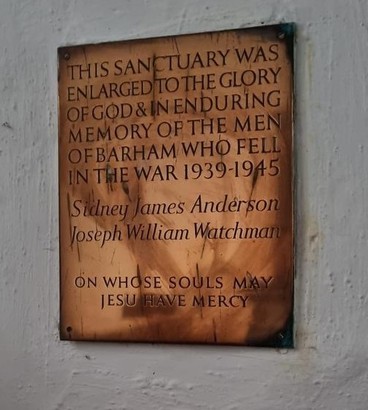 THIS SANCTUARY WAS
ENLARGED TO THE GLORY
OF GOD & IN ENDURING
MEMORY OF THE MEN
OF BARHAM WHO FELL
IN THE WAR 1939-1945
Sidney James Anderson
Joseph William Watchman
ON WHOSE SOULS MAY
JESU HAVE MERCY